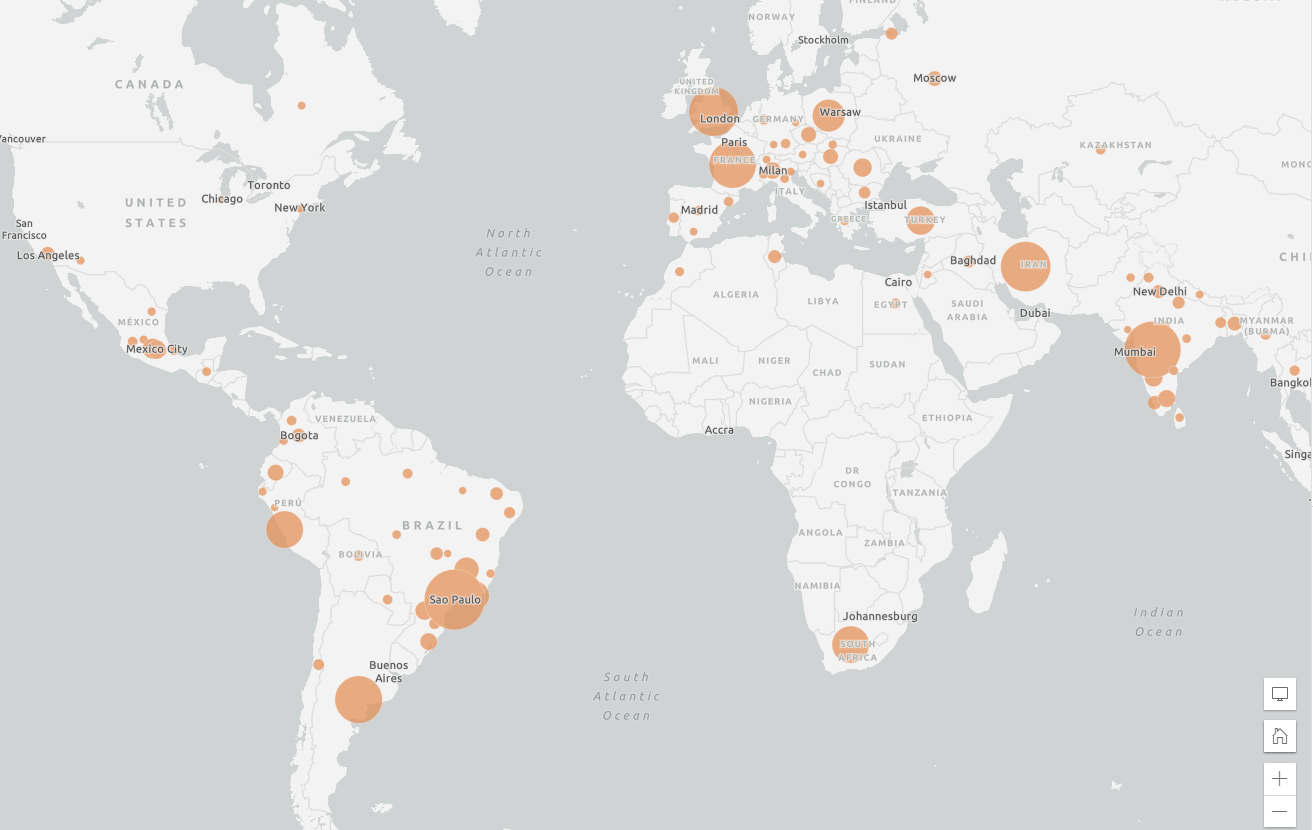 NORWAY
FINLAND
Stockholm
CANADA
UNITED
KINGDOM
Moscow
London
GERMANY
Warsaw
Vancouver
Paris
FRANCE
UKRAINE
KAZAKHSTAN
MONG
Toronto
Chicago
UNITED
STATES
New York
Milan
ITALY
San
Francisco
Madrid
Istanbul
GREECE
TURKEY
North
Atlantic
Ocean
Los Angeles
Baghdad
IRAN
CHI
Cairo
ALGERIA
LIBYA
EGYPT
SAUDI
ARABIA
Dubai
New Delhi
MÉXICO
INDIA
MYANMAR
(BURMA)
Mexico City
Mumbai
MALI
NIGER
CHAD
SUDAN
Bangkok
NIGERIA
ETHIOPIA
VENEZUELA
Bogota
Accra
Singa
DR
CONGO
TANZANIA
PERÚ
BRAZIL
ANGOLA
ZAMBIA
BOLIVIA
NAMIBIA
Sao Paulo
Johannesburg
Indian
Ocean
SOUTH
AFRICA
Buenos
Aires
South
Atlantic
Ocean